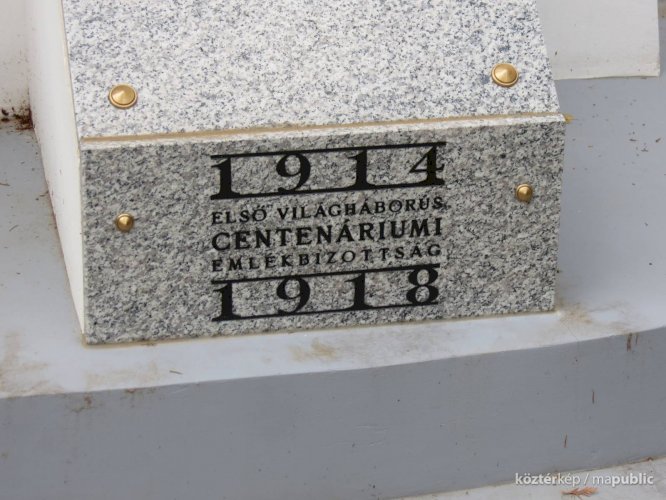 1914
ELSŐ VILÁGHÁBORÚS
CENTENÁRIUMI
EMLÉKBIZOTTSÁG
1918
köztérkép / mapublic